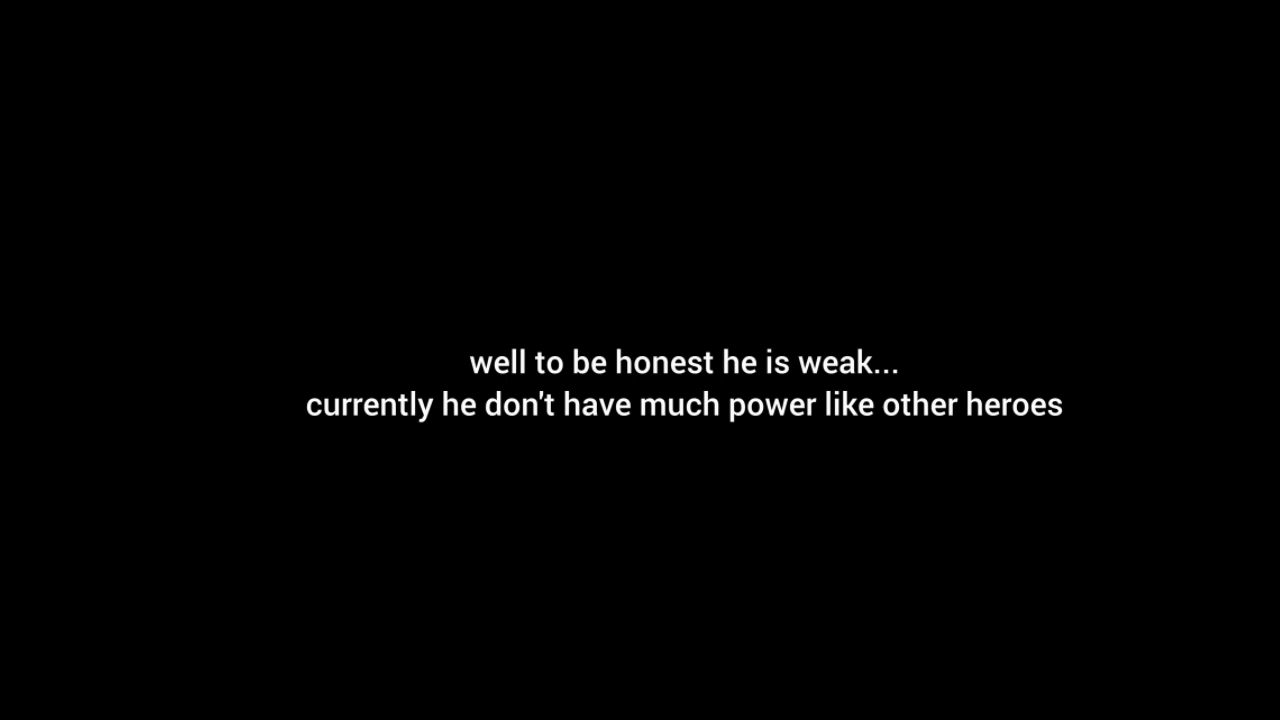 well to be honest he is weak...
currently he don't have much power like other heroes